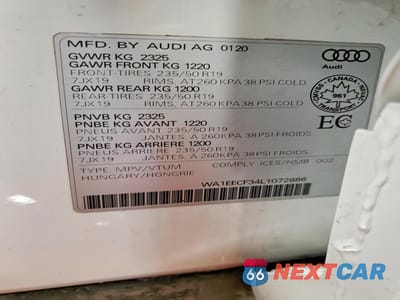 MFD. BY AUDI AG 0120
GVWR KG 2325
GAWR FRONT KG 1220
FRONT TIRES 235/50 R19
7JX19 RIMS, AT260 KPA 38 PSI COLD
GAWR REAR KG 1200
REAR TIRES 235/50 R19
7JX19 RIMS, AT260 KPA 38 PSI COLD
PNVB KG 2325
PNBE KG AVANT 1220
PNEUS AVANT 235/50 R19
7JX19 JANTES, A 260 KPA 38 PSI FROIDS
PNBE KG ARRIERE 1200
PNEUS ARRIERE 235/50 R19
7JX19 JANTES, A 260KPA 38 PSI FROIDS
TYPE MPV/VTUM COMPLY ICES/NMB-002
HUNGARY/HONGRIE
WA1EECF34L1072886
Audi
CANADA
TRANSPORT
EC
66 NEXTCAR